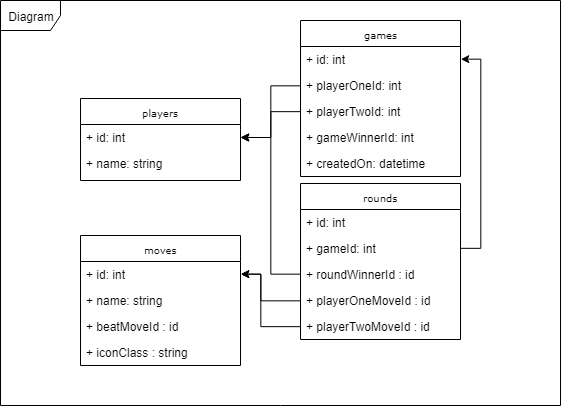 Diagram
games
+ id: int
+ playerOneId: int
+ playerTwoId: int
+ gameWinnerId: int
+ createdOn: datetime
players
+ id: int
+ name: string
rounds
+ id: int
+ gameId: int
+ roundWinnerId : id
+ playerOneMoveId : id
+ playerTwoMoveId : id
moves
+ id: int
+ name: string
+ beatMoveId : id
+ iconClass : string